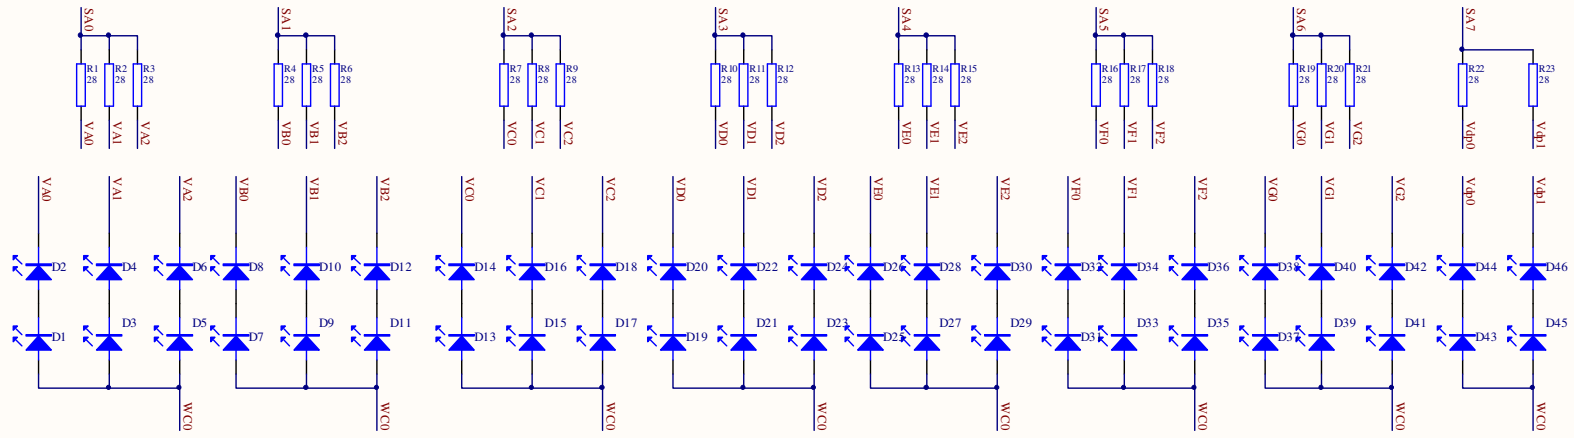 SA0 SA1 SA2 SA3 SA4 SA5 SA6 SA7
R1 R2 R3 R4 R5 R6 R7 R8 R9 R10 R11 R12 R13 R14 R15 R16 R17 R18 R19 R20 R21 R22 R23
28 28 28 28 28 28 28 28 28 28 28 28 28 28 28 28 28 28 28 28 28 28 28
VA0 VA1 VA2 VB0 VB1 VB2 VC0 VC1 VC2 VD0 VD1 VD2 VE0 VE1 VE2 VF0 VF1 VF2 VG0 VG1 VG2 Vdp0 Vdp1
VA0 VA1 VA2 VB0 VB1 VB2 VC0 VC1 VC2 VD0 VD1 VD2 VE0 VE1 VE2 VF0 VF1 VF2 VG0 VG1 VG2 Vdp0 Vdp1
D2 D4 D6 D8 D10 D12 D14 D16 D18 D20 D22 D24 D26 D28 D30 D32 D34 D36 D38 D40 D42 D44 D46
D1 D3 D5 D7 D9 D11 D13 D15 D17 D19 D21 D23 D25 D27 D29 D31 D33 D35 D37 D39 D41 D43 D45
WC0 WC0 WC0 WC0 WC0 WC0 WC0 WC0